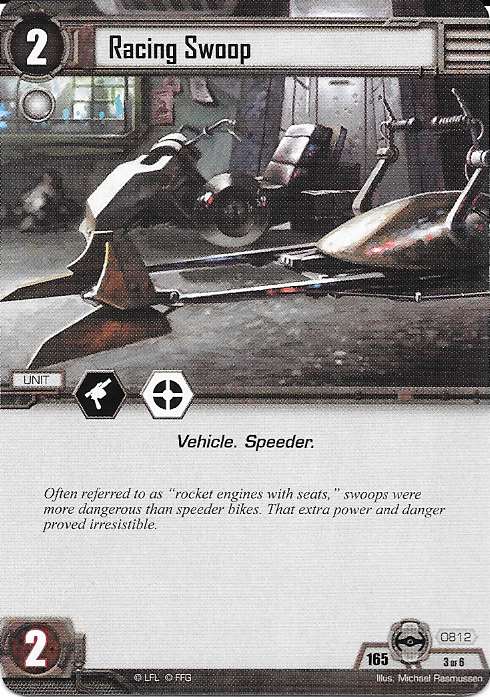 2
Racing Swoop
UNIT
Vehicle. Speeder.
Often referred to as “rocket engines with seats,” swoops were
more dangerous than speeder bikes. That extra power and danger
proved irresistible.
2
0812
165
3 OF 6
© LFL © FFG
Illus. Michael Rasmussen